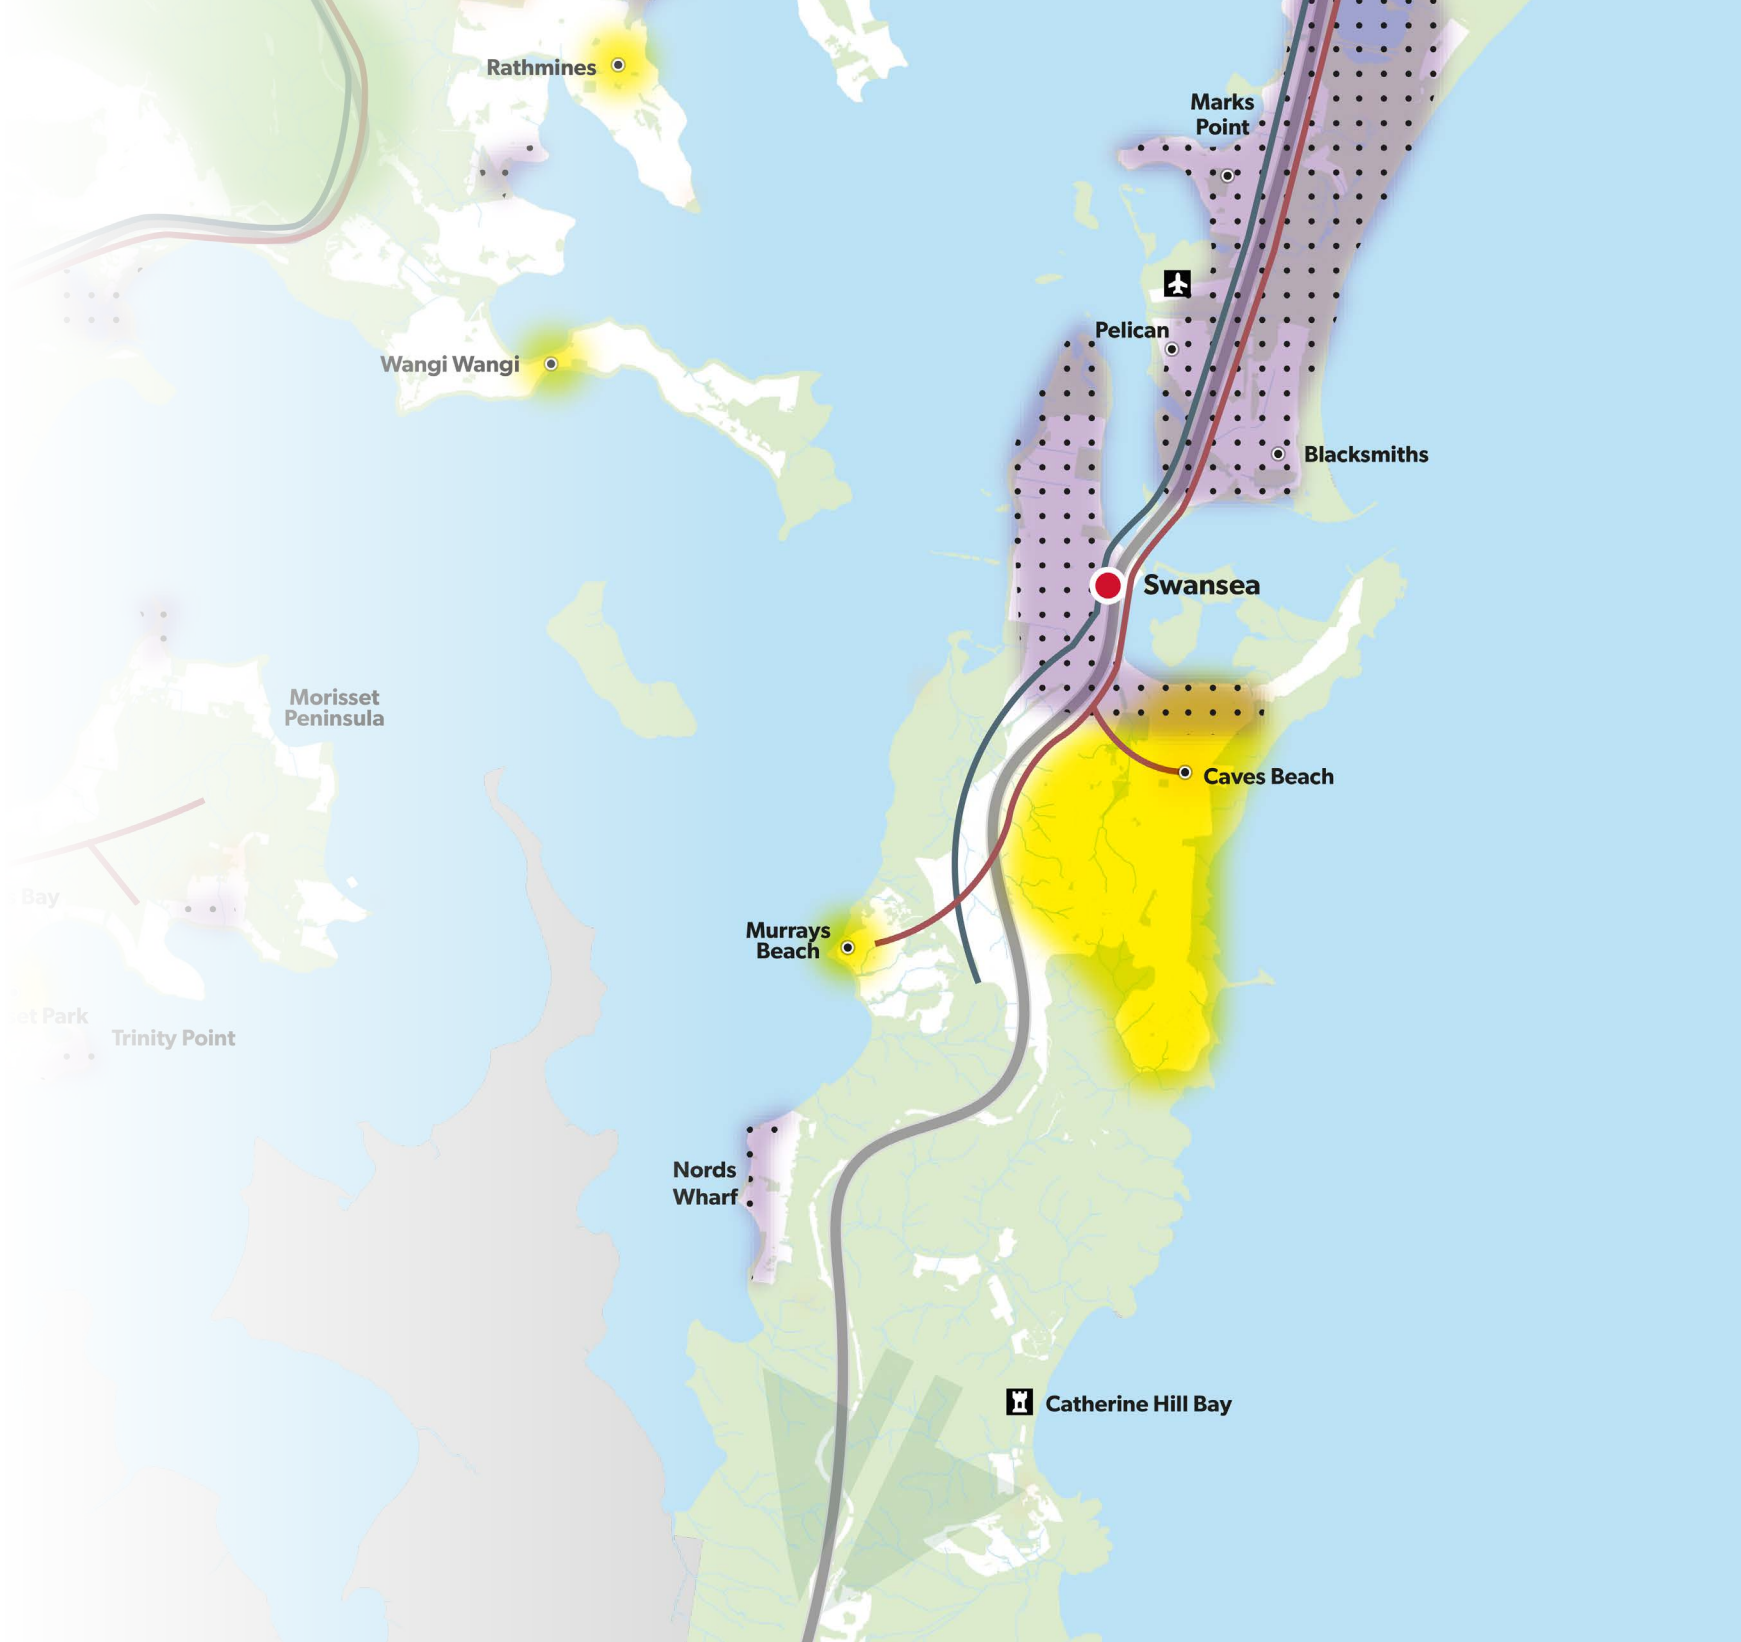 Rathmines
Marks
Point
Pelican
Wangi Wangi
Blacksmiths
Swansea
Morisset
Peninsula
Caves Beach
Bay
Murrays
Beach
et Park
Trinity Point
Nords
Wharf
Catherine Hill Bay